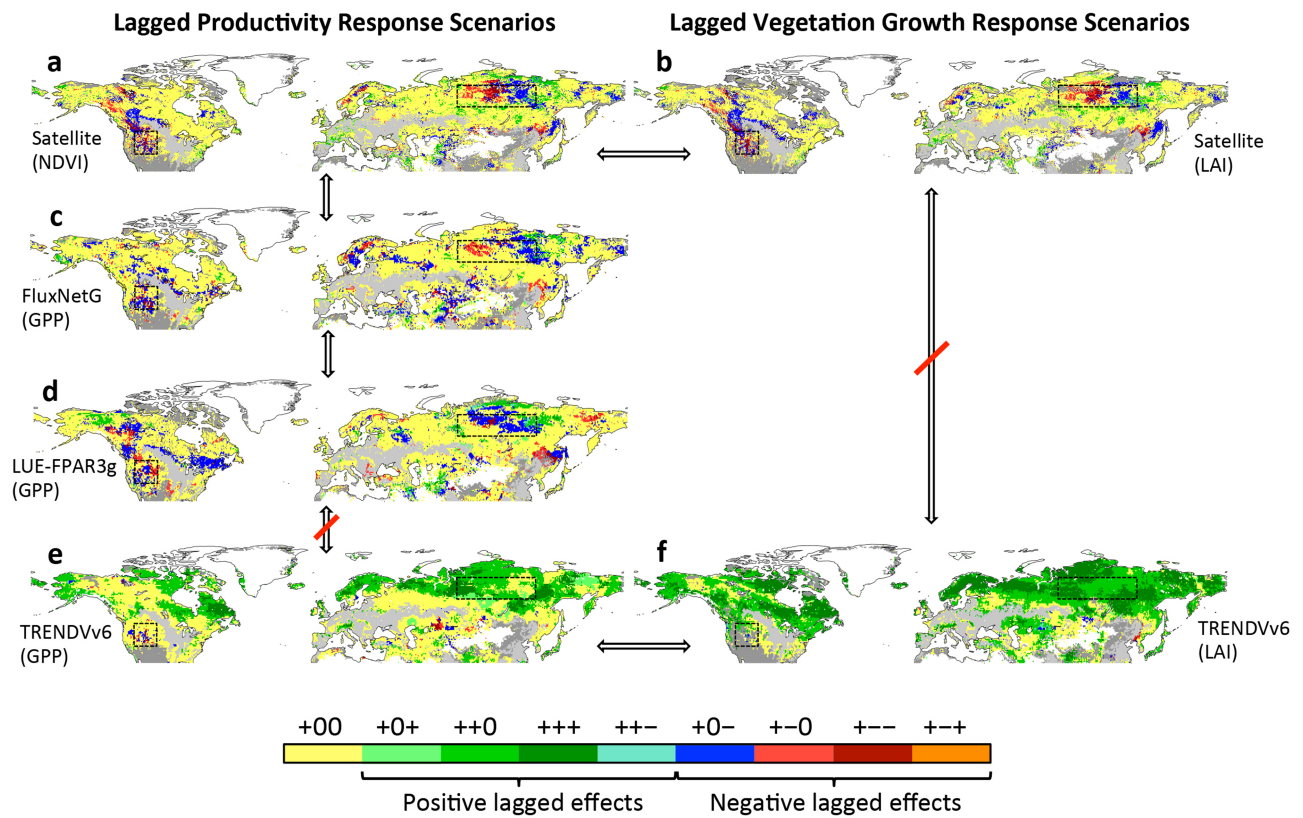 Lagged Productivity Response Scenarios
Lagged Vegetation Growth Response Scenarios
a
b
Satellite
(NDVI)
Satellite
(LAI)
c
FluxNetG
(GPP)
d
LUE-FPAR3g
(GPP)
e
f
TRENDVv6
(GPP)
TRENDVv6
(LAI)
+00 +0+ ++0 +++ ++− +0− +−0 +−− +−+
Positive lagged effects
Negative lagged effects